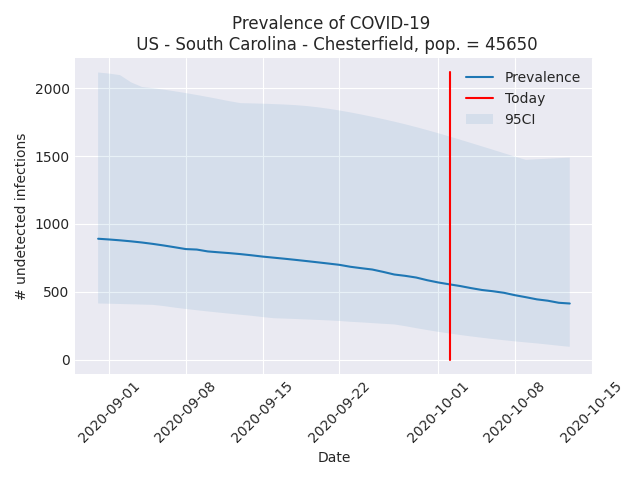 Prevalence of COVID-19
US - South Carolina - Chesterfield, pop. = 45650
# undetected infections
2000
1500
1000
500
0
Prevalence
Today
95CI
2020-09-01
2020-09-08
2020-09-15
2020-09-22
2020-10-01
2020-10-08
2020-10-15
Date